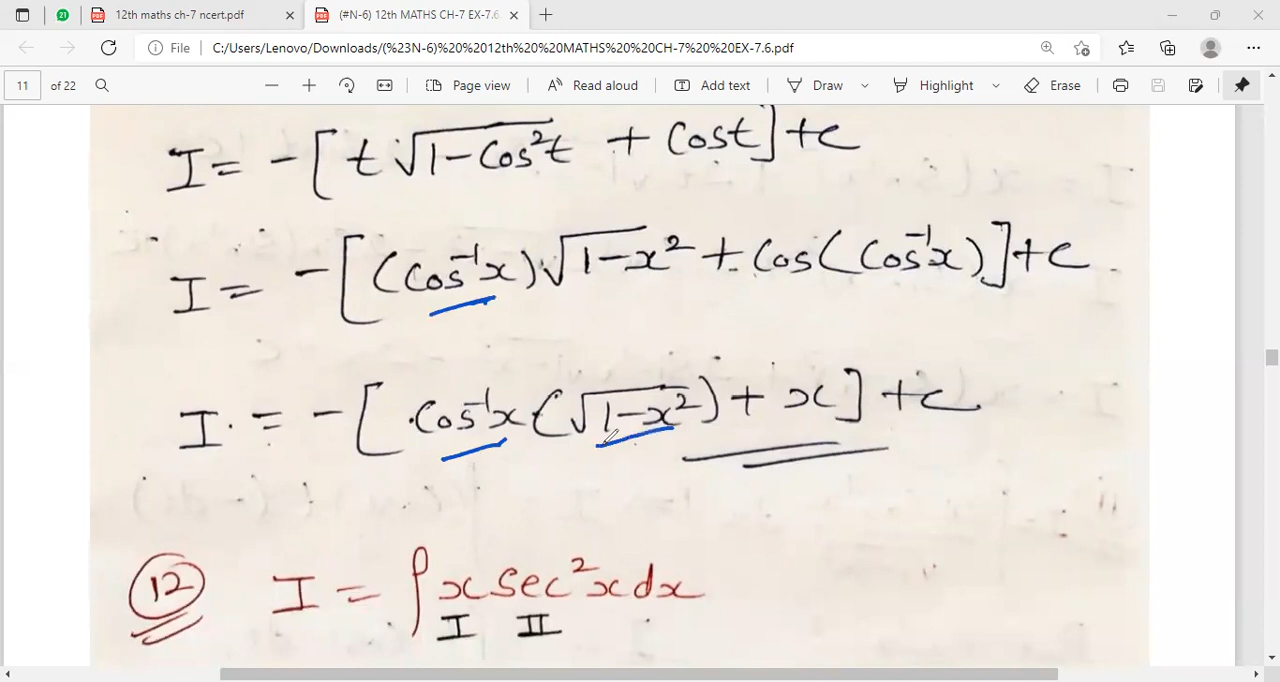 12th maths ch-7 ncert.pdf
(#N-6) 12th MATHS CH-7 EX-7.6
21
File C:/Users/Lenovo/Downloads/(%23N-6)%20%2012th%20%20MATHS%20%20CH-7%20%20EX-7.6.pdf
11 of 22 Page view Read aloud Add text Draw Highlight Erase
I = -[t√1-Cos²t + Cost]+c
I = -[(Cos⁻¹x)√1-x² + Cos(Cos⁻¹x)]+c
I. = -[.Cos⁻¹x(√1-x²)+x]+c
12 I = ∫x Sec²x dx
I II